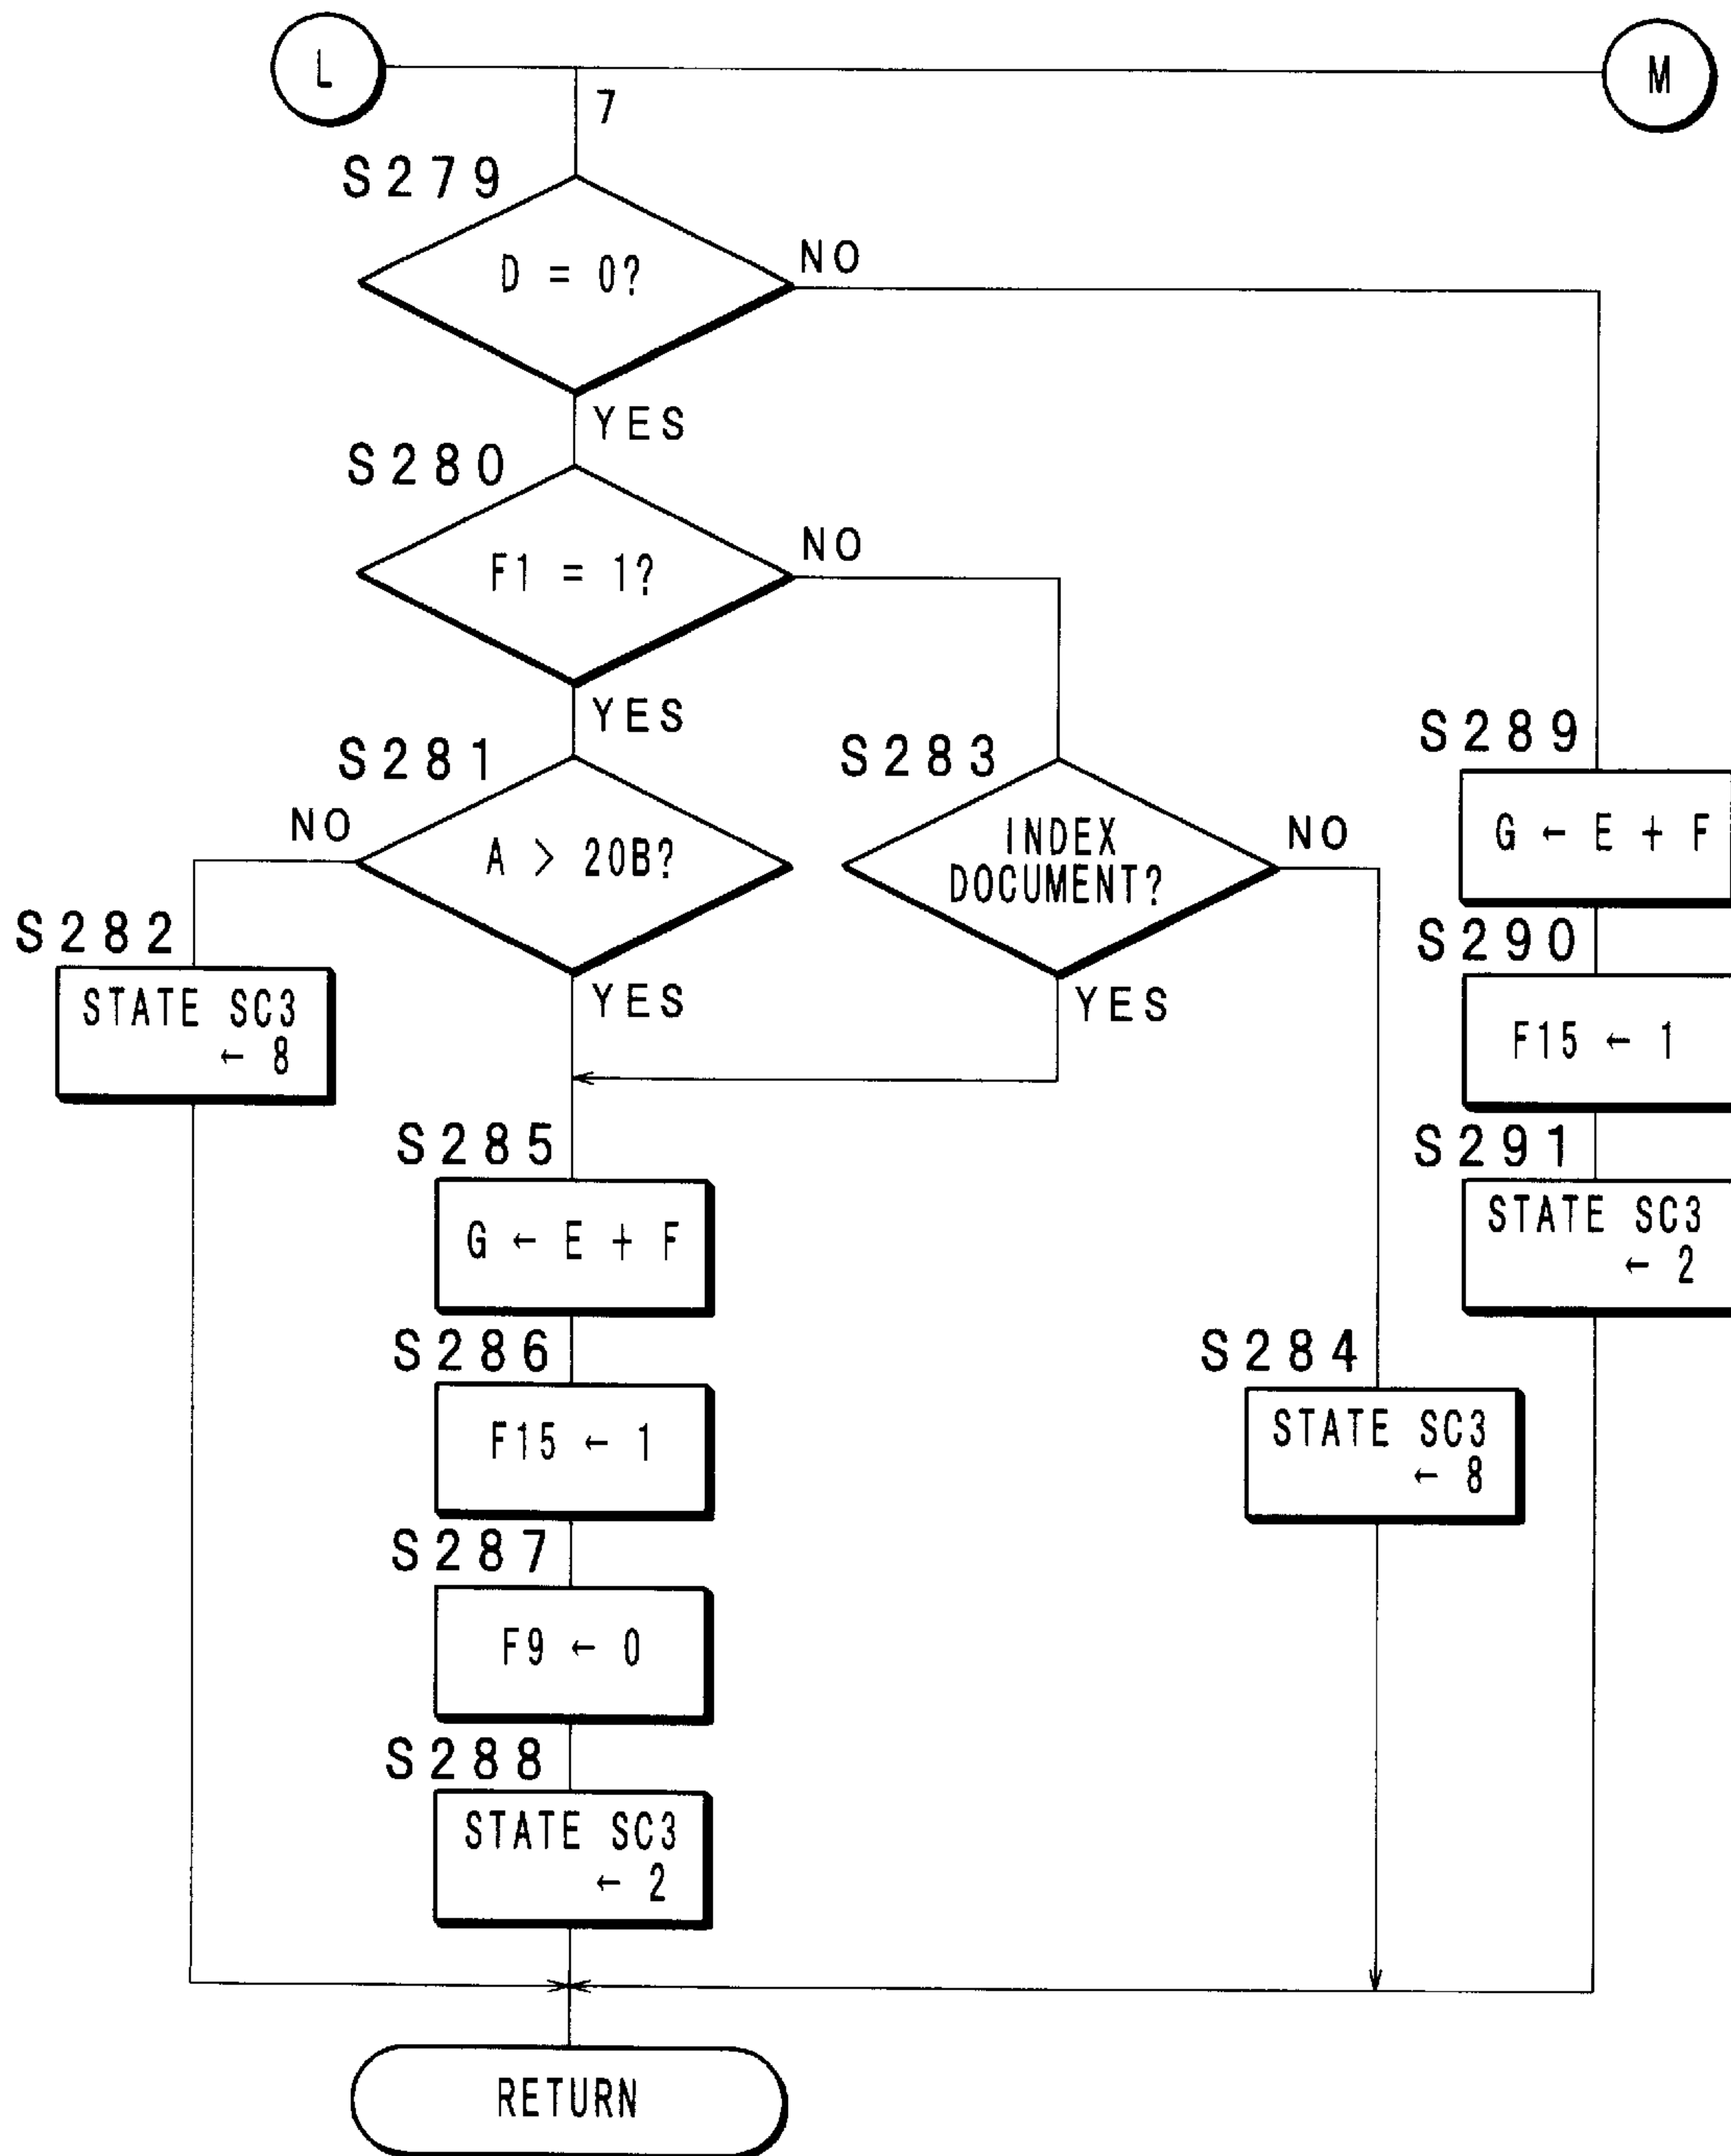 L
M
7
S279
D = 0?
NO
YES
S280
F1 = 1?
NO
YES
S281
NO
A > 20B?
YES
S282
STATE SC3
← 8
S283
INDEX
DOCUMENT?
NO
YES
S289
G ← E + F
S290
F15 ← 1
S291
STATE SC3
← 2
S285
G ← E + F
S286
F15 ← 1
S284
STATE SC3
← 8
S287
F9 ← 0
S288
STATE SC3
← 2
RETURN